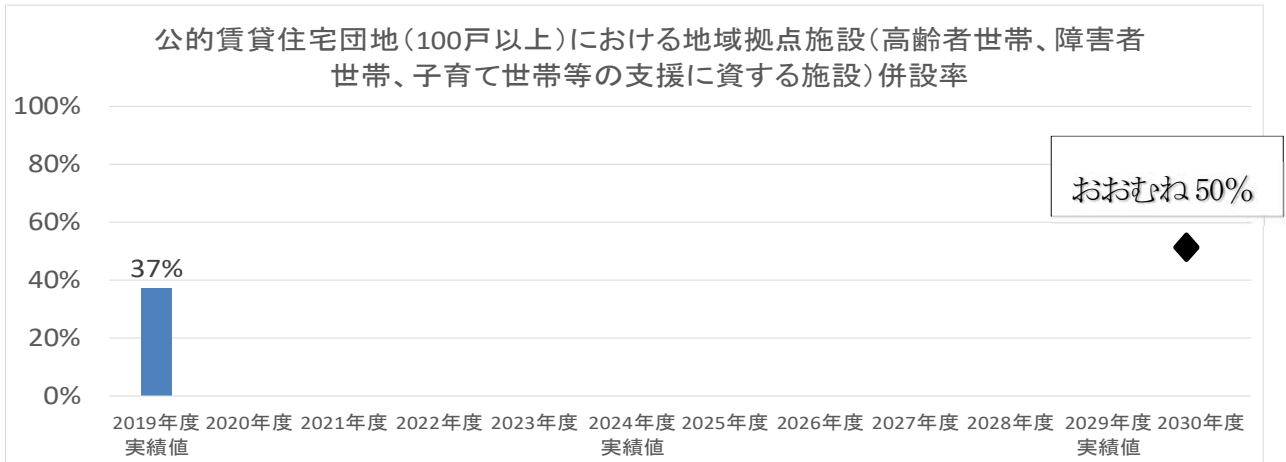 公的賃貸住宅団地(100戸以上)における地域拠点施設(高齢者世帯、障害者
世帯、子育て世帯等の支援に資する施設)併設率
100%
80%
60%
40%
20%
0%
37%
おおむね 50%
2019年度 2020年度 2021年度 2022年度 2023年度 2024年度 2025年度 2026年度 2027年度 2028年度 2029年度 2030年度
実績値 実績値 実績値